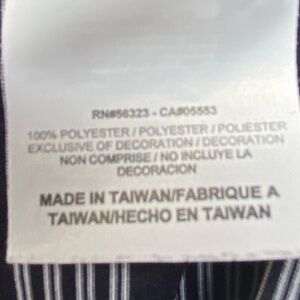 RN#56323 - CA#05553
100% POLYESTER / POLYESTER / POLIESTER
EXCLUSIVE OF DECORATION / DECORATION
NON COMPRISE / NO INCLUYE LA
DECORACION
MADE IN TAIWAN/FABRIQUE A
TAIWAN/HECHO EN TAIWAN